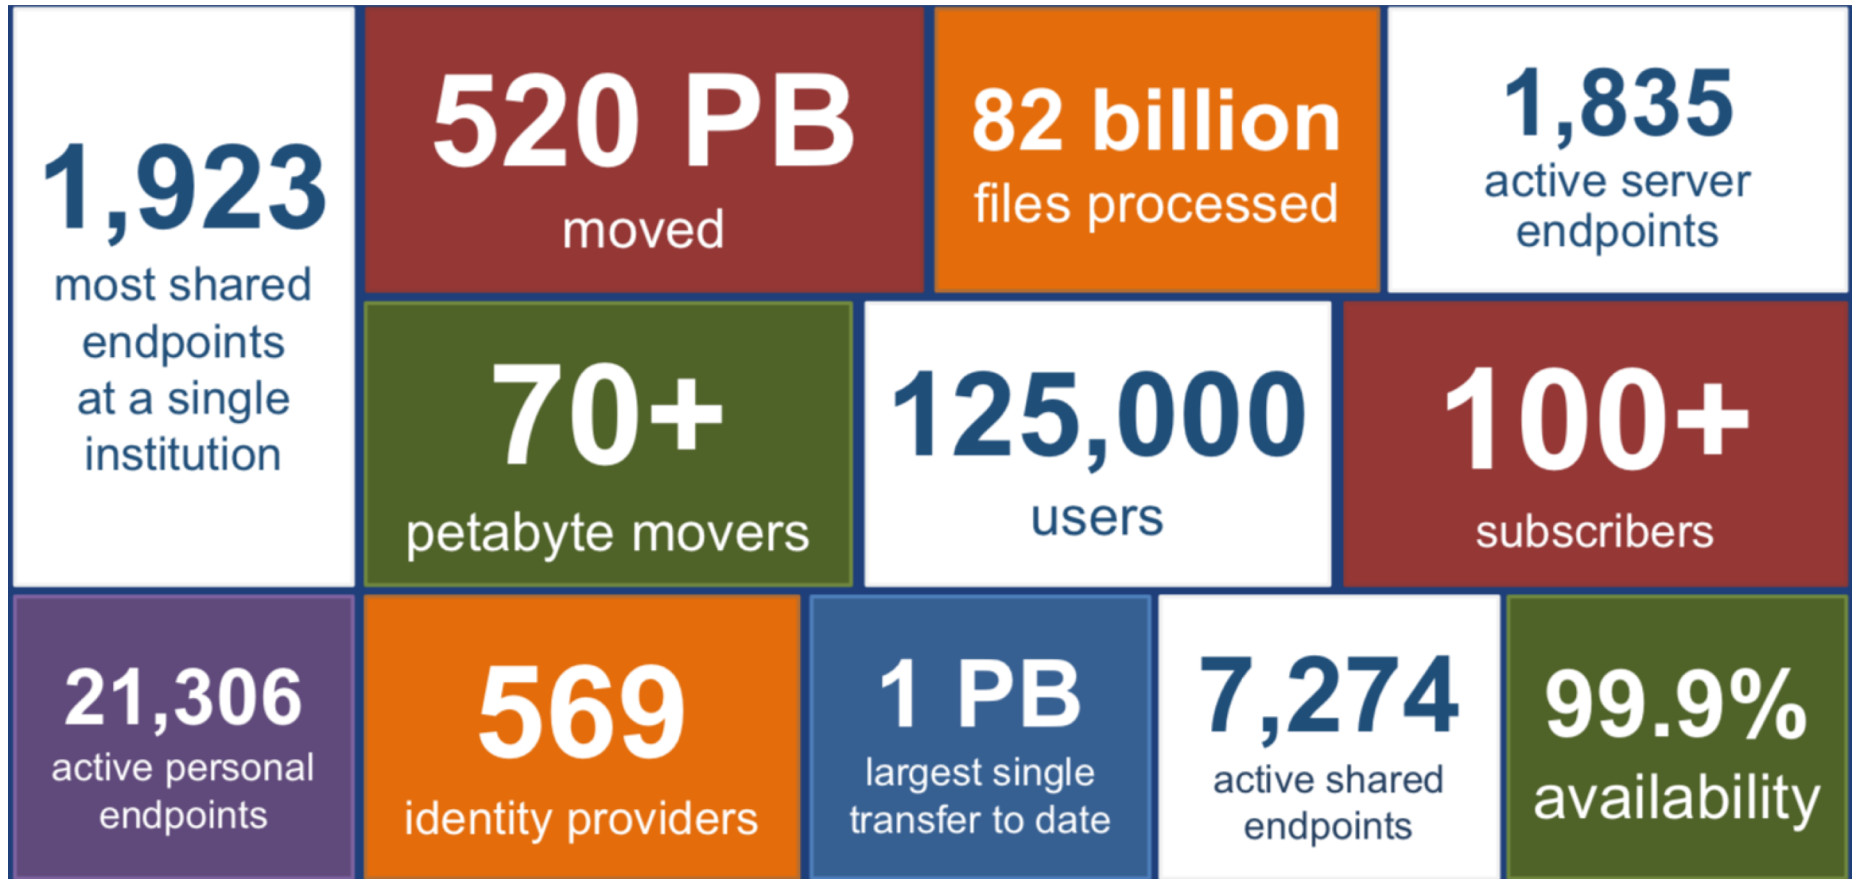 1,923
most shared
endpoints
at a single
institution
520 PB
moved
82 billion
files processed
1,835
active server
endpoints
70+
petabyte movers
125,000
users
100+
subscribers
21,306
active personal
endpoints
569
identity providers
1 PB
largest single
transfer to date
7,274
active shared
endpoints
99.9%
availability